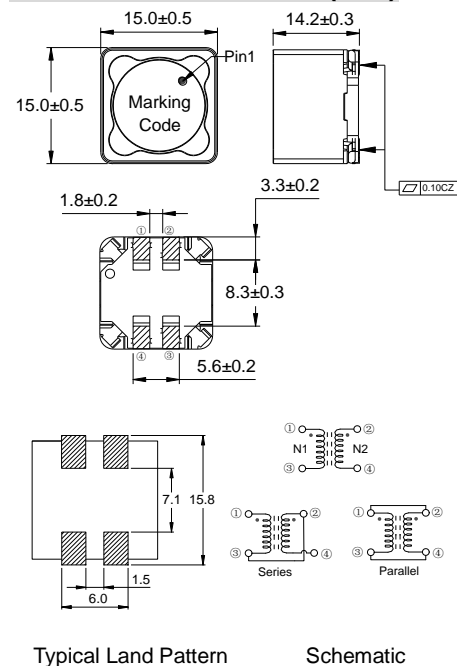 15.0±0.5
14.2±0.3
Pin1
15.0±0.5
Marking
Code
0.10CZ
3.3±0.2
1.8±0.2
① ②
8.3±0.3
④ ③
5.6±0.2
① ②
N1 N2
③ ④
7.1 15.8
① ②
① ②
③ ④
③ ④
1.5
Series
Parallel
6.0
Typical Land Pattern
Schematic